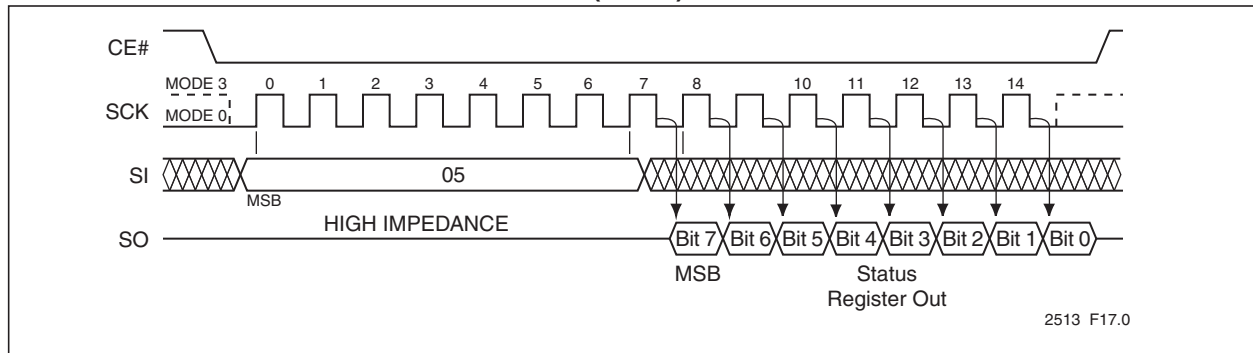 CE#
MODE 3
0 1 2 3 4 5 6 7 8 10 11 12 13 14
SCK
MODE 0
SI
05
MSB
HIGH IMPEDANCE
SO
Bit 7 Bit 6 Bit 5 Bit 4 Bit 3 Bit 2 Bit 1 Bit 0
MSB
Status
Register Out
2513 F17.0